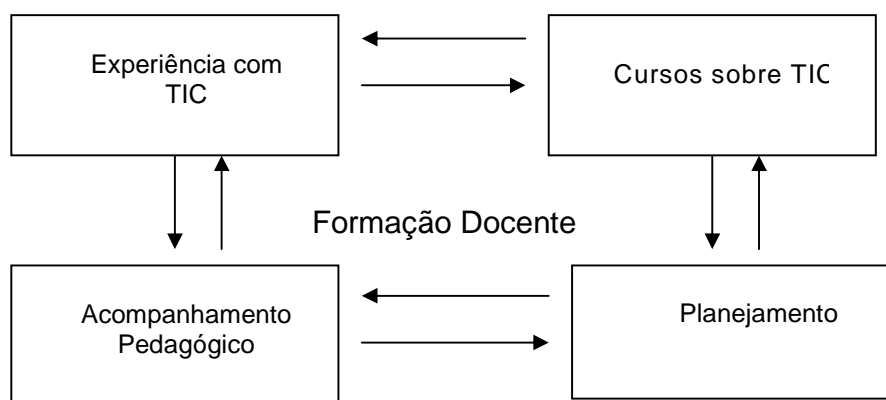 Experiência com
TIC
Cursos sobre TIC
Formação Docente
Acompanhamento
Pedagógico
Planejamento